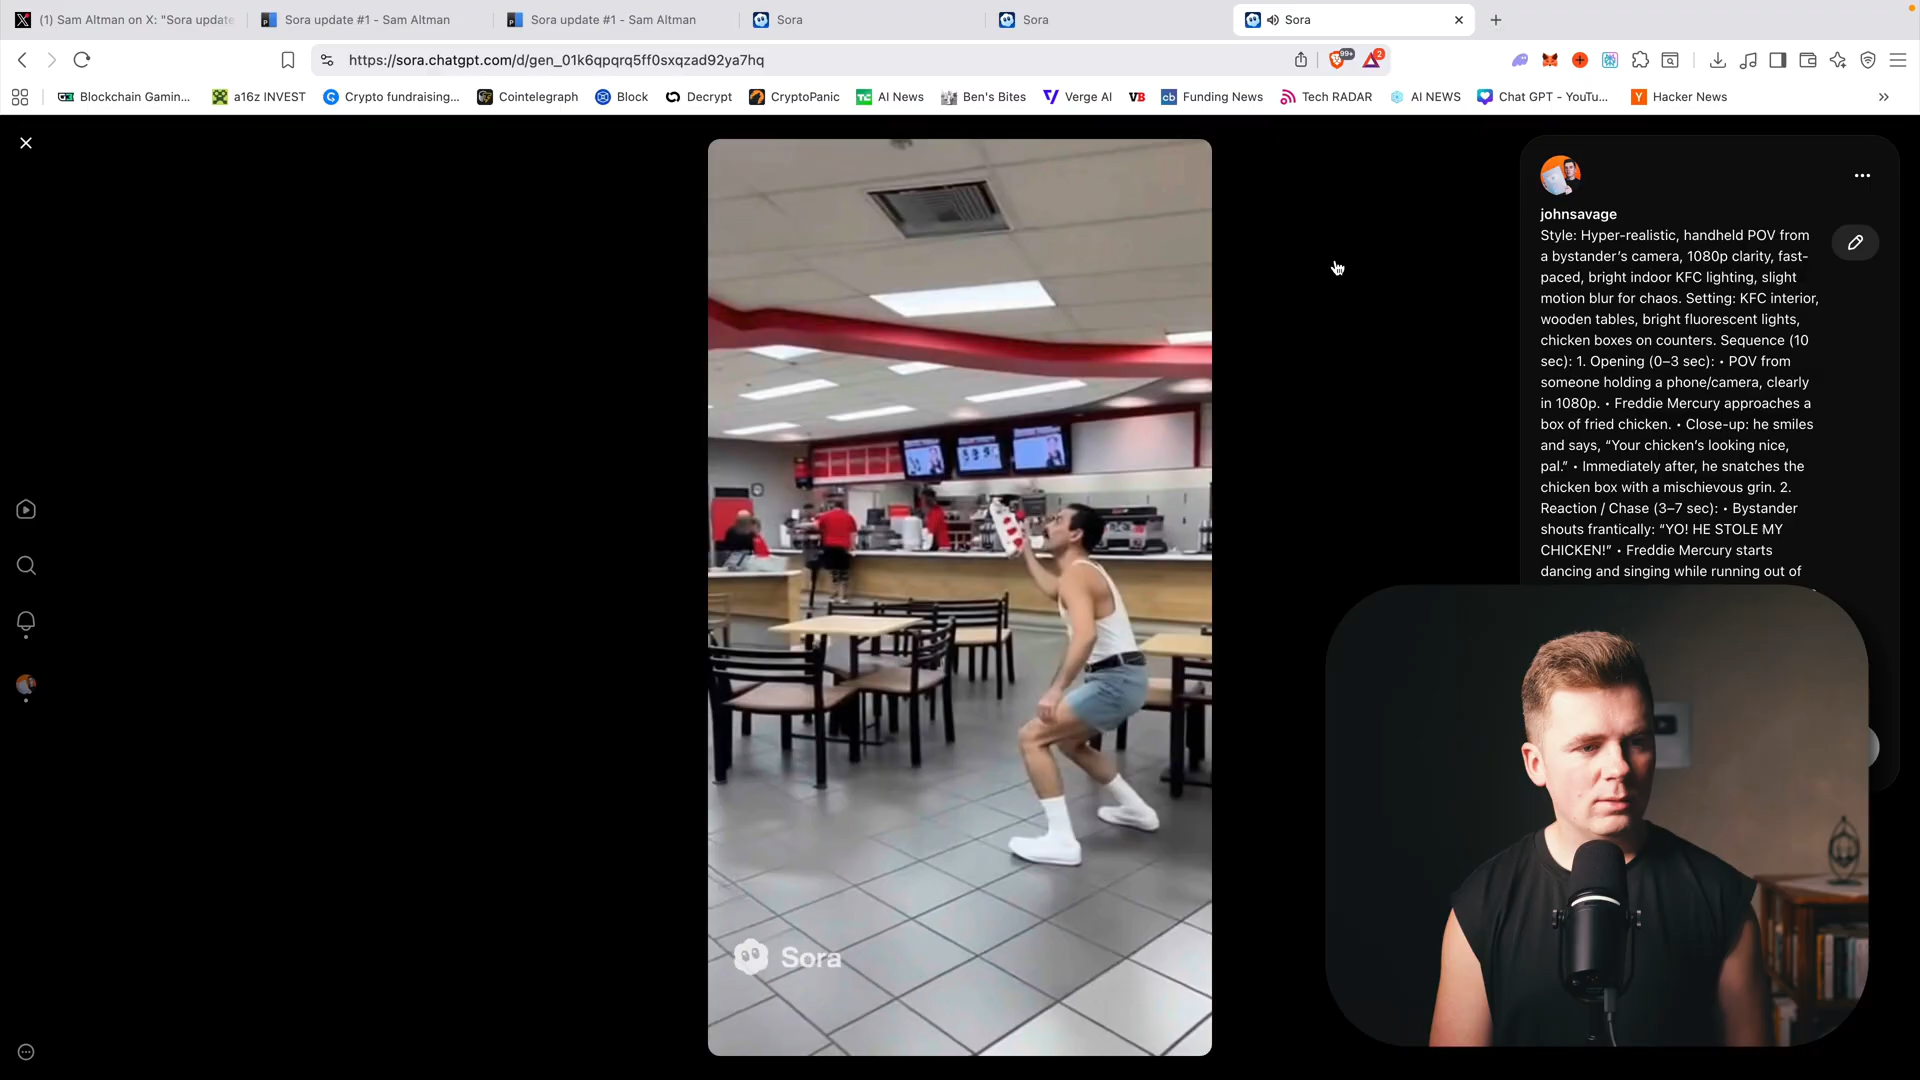 (1) Sam Altman on X: "Sora update
Sora update #1 - Sam Altman
Sora update #1 - Sam Altman
Sora
Sora
Sora
https://sora.chatgpt.com/d/gen_01k6qpqrq5ff0sxqzad92ya7hq
99+
2
Blockchain Gamin...
a16z INVEST
Crypto fundraising...
Cointelegraph
Block
Decrypt
CryptoPanic
AI News
Ben's Bites
Verge AI
VB
Funding News
Tech RADAR
AI NEWS
Chat GPT - YouTu...
Hacker News
johnsavage
Style: Hyper-realistic, handheld POV from
a bystander's camera, 1080p clarity, fast-
paced, bright indoor KFC lighting, slight
motion blur for chaos. Setting: KFC interior,
wooden tables, bright fluorescent lights,
chicken boxes on counters. Sequence (10
sec): 1. Opening (0–3 sec): • POV from
someone holding a phone/camera, clearly
in 1080p. • Freddie Mercury approaches a
box of fried chicken. • Close-up: he smiles
and says, “Your chicken’s looking nice,
pal.” • Immediately after, he snatches the
chicken box with a mischievous grin. 2.
Reaction / Chase (3–7 sec): • Bystander
shouts frantically: “YO! HE STOLE MY
CHICKEN!” • Freddie Mercury starts
dancing and singing while running out of
Sora